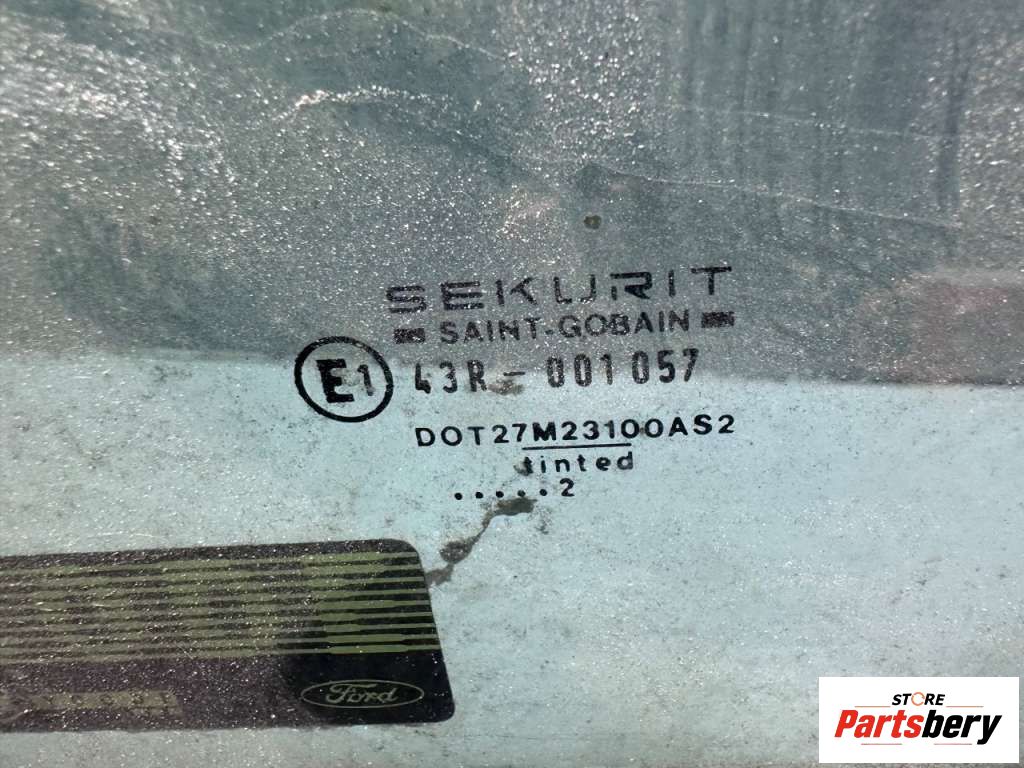 SEKURIT
SAINT-GOBAIN
E1 43R-001057
DOT27M23100AS2
tinted
.....2
Ford
STORE
Partsbery